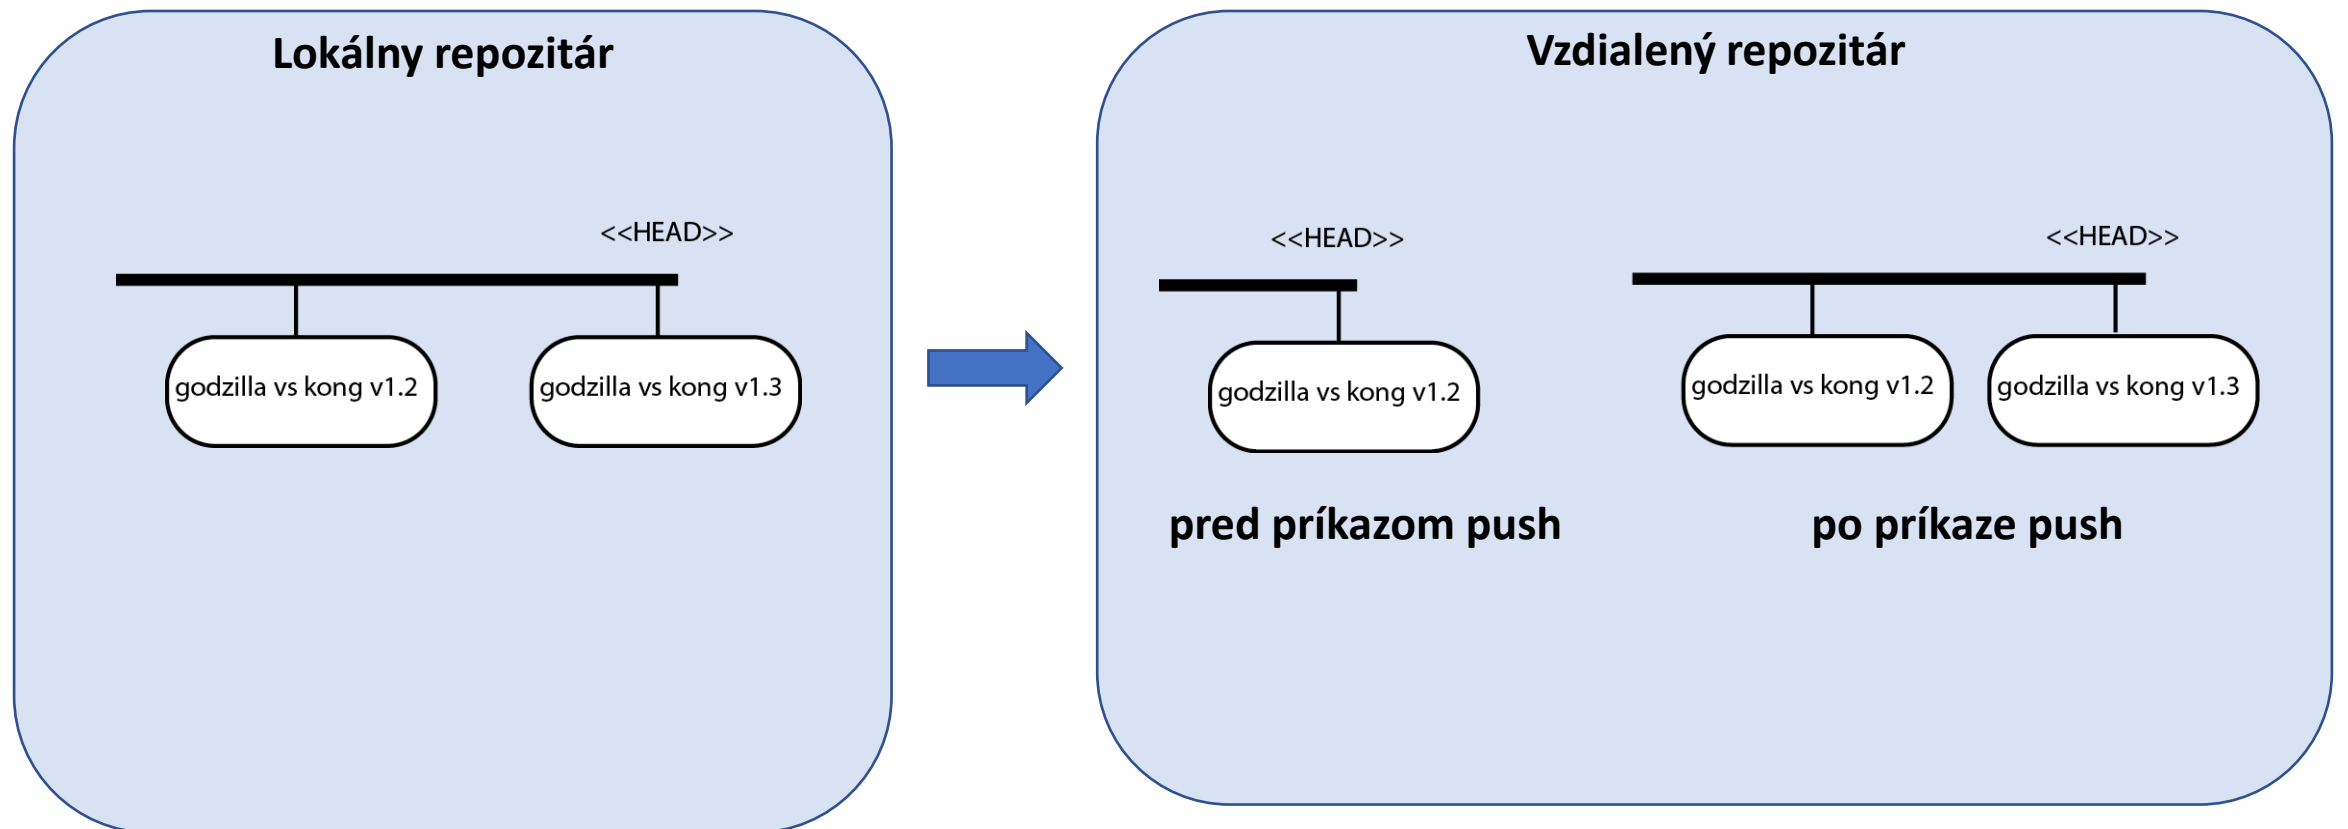 Lokálny repozitár
<<HEAD>>
godzilla vs kong v1.2
godzilla vs kong v1.3
Vzdialený repozitár
<<HEAD>>
godzilla vs kong v1.2
pred príkazom push
<<HEAD>>
godzilla vs kong v1.2
godzilla vs kong v1.3
po príkaze push